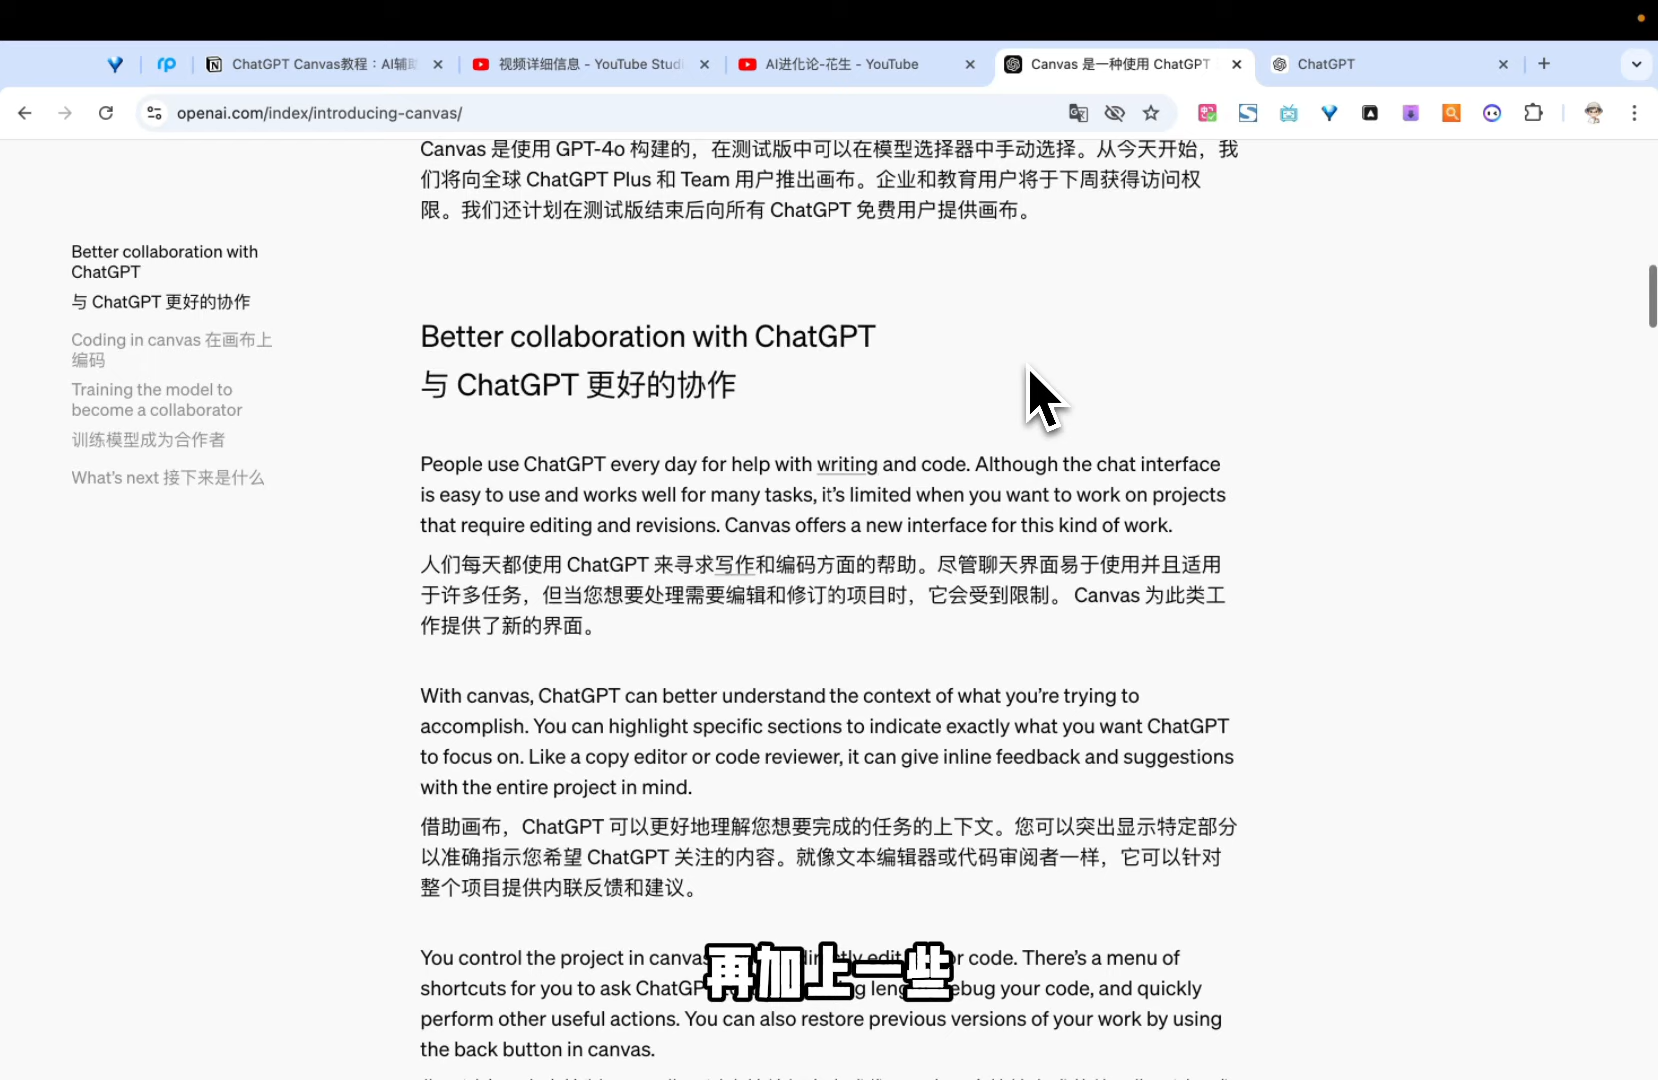 ChatGPT Canvas教程：AI辅助
视频详细信息 - YouTube Studi
AI进化论-花生 - YouTube
Canvas 是一种使用 ChatGPT
ChatGPT
openai.com/index/introducing-canvas/
Canvas 是使用 GPT-4o 构建的，在测试版中可以在模型选择器中手动选择。从今天开始，我
们将向全球 ChatGPT Plus 和 Team 用户推出画布。企业和教育用户将于下周获得访问权
限。我们还计划在测试版结束后向所有 ChatGPT 免费用户提供画布。
Better collaboration with
ChatGPT
与 ChatGPT 更好的协作
Coding in canvas 在画布上
编码
Training the model to
become a collaborator
训练模型成为合作者
What’s next 接下来是什么
Better collaboration with ChatGPT
与 ChatGPT 更好的协作
People use ChatGPT every day for help with writing and code. Although the chat interface
is easy to use and works well for many tasks, it’s limited when you want to work on projects
that require editing and revisions. Canvas offers a new interface for this kind of work.
人们每天都使用 ChatGPT 来寻求写作和编码方面的帮助。尽管聊天界面易于使用并且适用
于许多任务，但当您想要处理需要编辑和修订的项目时，它会受到限制。 Canvas 为此类工
作提供了新的界面。
With canvas, ChatGPT can better understand the context of what you’re trying to
accomplish. You can highlight specific sections to indicate exactly what you want ChatGPT
to focus on. Like a copy editor or code reviewer, it can give inline feedback and suggestions
with the entire project in mind.
借助画布，ChatGPT 可以更好地理解您想要完成的任务的上下文。您可以突出显示特定部分
以准确指示您希望 ChatGPT 关注的内容。就像文本编辑器或代码审阅者一样，它可以针对
整个项目提供内联反馈和建议。
You control the project in canvas code. There’s a menu of
shortcuts for you to ask your code, and quickly
perform other useful actions. You can also restore previous versions of your work by using
the back button in canvas.
再加上一些